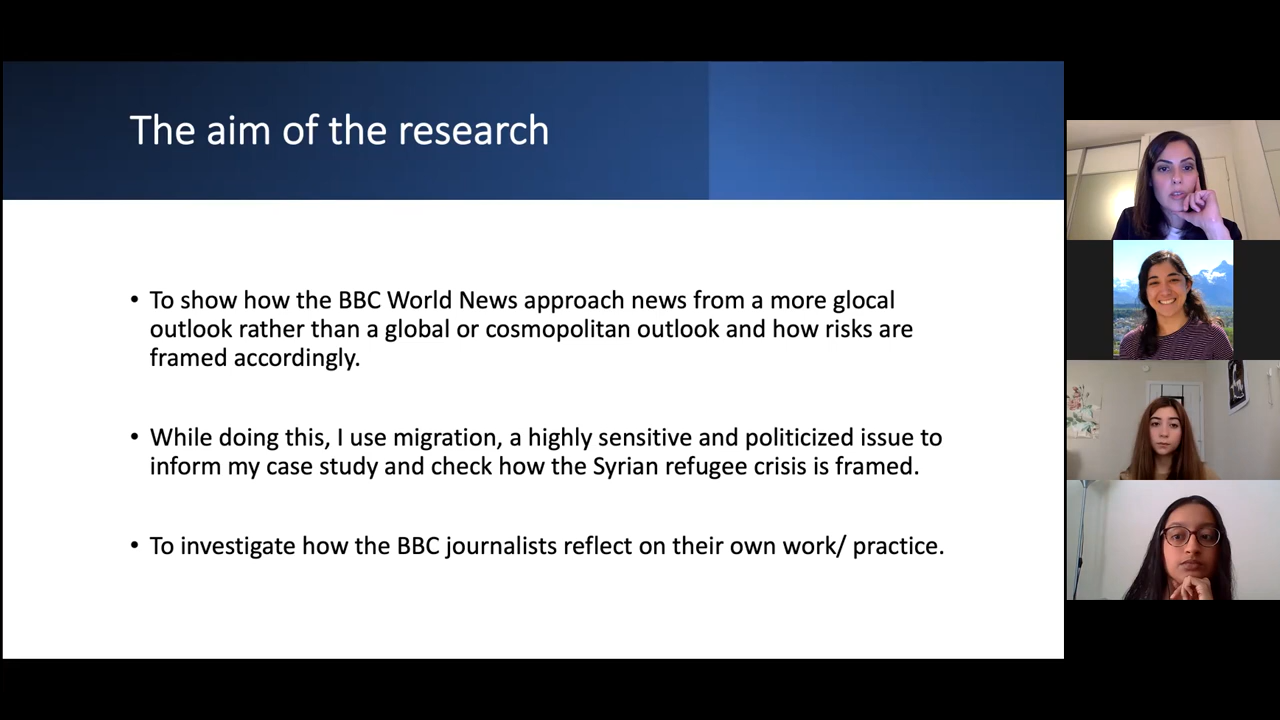 The aim of the research
• To show how the BBC World News approach news from a more glocal
outlook rather than a global or cosmopolitan outlook and how risks are
framed accordingly.
• While doing this, I use migration, a highly sensitive and politicized issue to
inform my case study and check how the Syrian refugee crisis is framed.
• To investigate how the BBC journalists reflect on their own work/ practice.